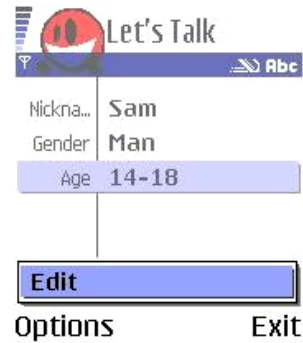 Let's Talk
Abc
Nickna... Sam
Gender Man
Age 14-18
Edit
Options Exit